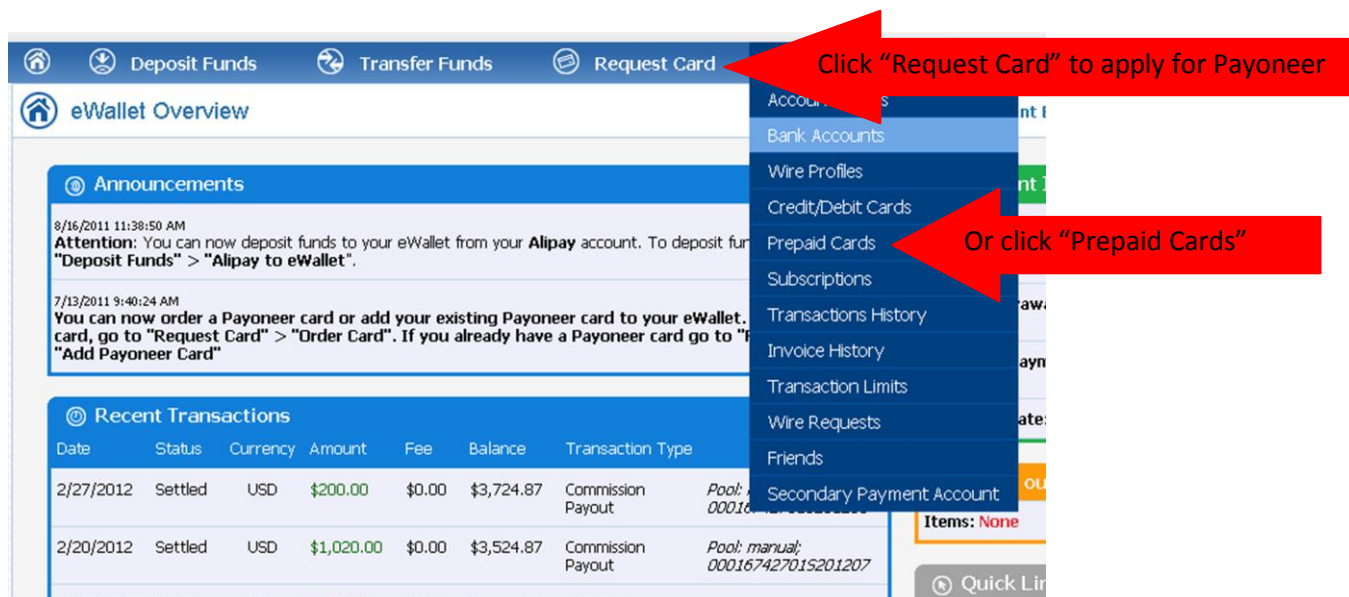 Deposit Funds Transfer Funds Request Card Click “Request Card” to apply for Payoneer
eWallet Overview
Bank Accounts
Wire Profiles
Credit/Debit Cards
Prepaid Cards Or click “Prepaid Cards”
Subscriptions
Transactions History
Invoice History
Transaction Limits
Wire Requests
Friends
Secondary Payment Account
Announcements
8/16/2011 11:38:50 AM
Attention: You can now deposit funds to your eWallet from your Alipay account. To deposit
"Deposit Funds" > "Alipay to eWallet".
7/13/2011 9:40:24 AM
You can now order a Payoneer card or add your existing Payoneer card to your eWallet.
card, go to "Request Card" > "Order Card". If you already have a Payoneer card go to
"Add Payoneer Card"
Recent Transactions
Date Status Currency Amount Fee Balance Transaction Type
2/27/2012 Settled USD $200.00 $0.00 $3,724.87 Commission Pool:
Payout
2/20/2012 Settled USD $1,020.00 $0.00 $3,524.87 Commission Pool: manual;
Payout 00016742701S201207
Items: None
Quick